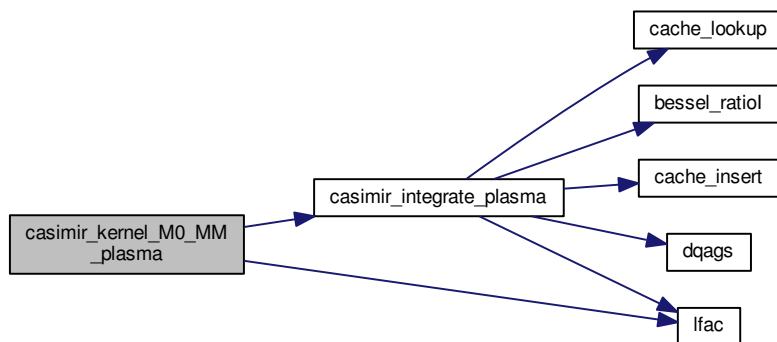 cache_lookup
bessel_ratioI
casimir_integrate_plasma
cache_insert
casimir_kernel_M0_MM
_plasma
dqags
lfac